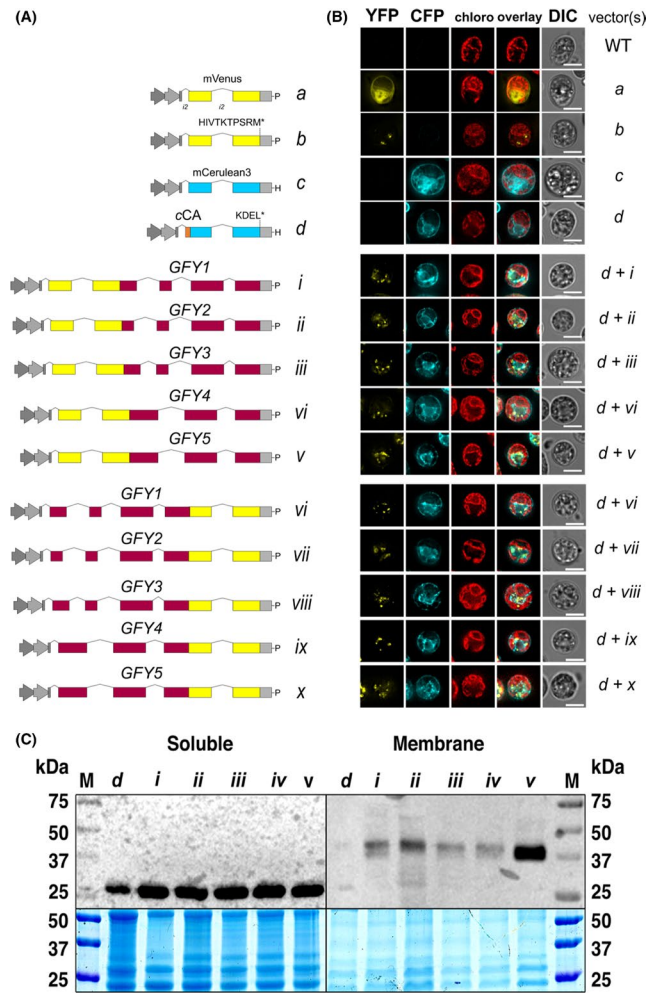 (A)
mVenus
i2 i2
P a
HIVTKTPSRM*
P b
mCerulean3
H c
cCA KDEL*
H d
GFY1
P i
GFY2
P ii
GFY3
P iii
GFY4
P vi
GFY5
P v
GFY1
P vi
GFY2
P vii
GFY3
P viii
GFY4
P ix
GFY5
P x
(B)
YFP CFP chloro overlay DIC vector(s)
WT
a
b
c
d
d + i
d + ii
d + iii
d + vi
d + v
d + vi
d + vii
d + viii
d + ix
d + x
(C)
Soluble Membrane
kDa M d i ii iii iv v d i ii iii iv v M kDa
75 75
50 50
37 37
25 25
50 50
37 37
25 25